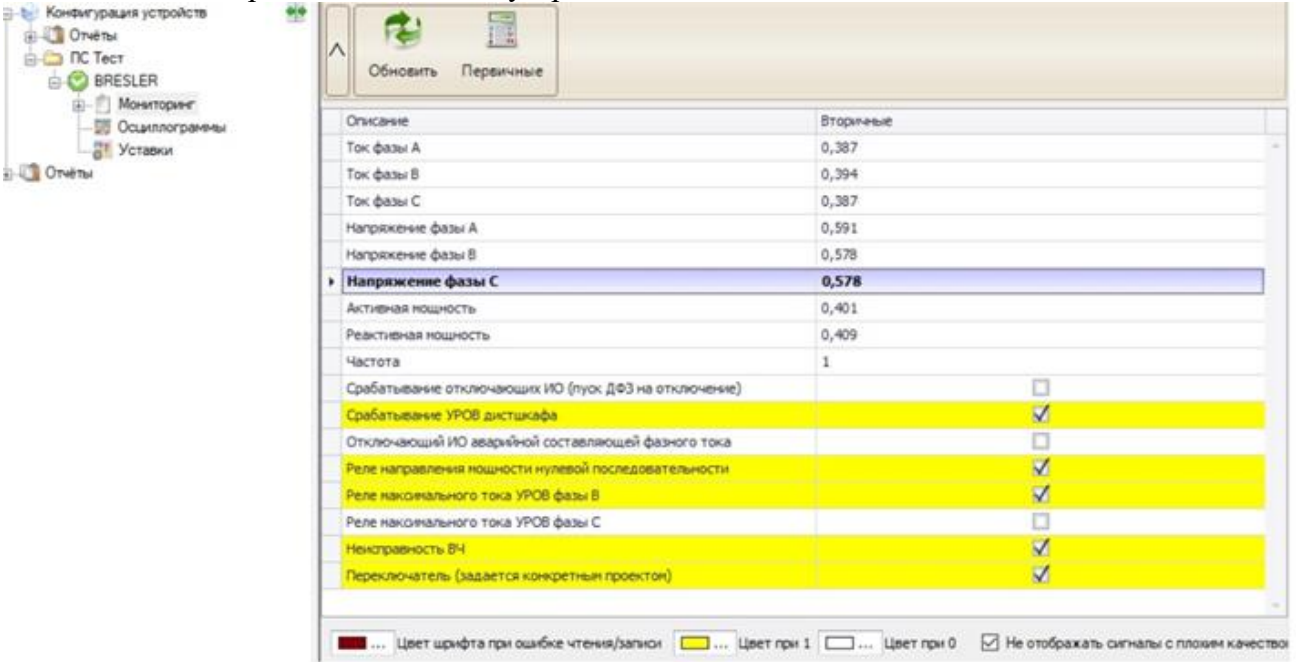 Конфигурация устройств
Отчёты
ПС Тест
BRESLER
Мониторинг
Осциллограммы
Уставки
Отчёты
Обновить Первичные
Описание Вторичные
Ток фазы A 0,387
Ток фазы B 0,394
Ток фазы C 0,387
Напряжение фазы A 0,591
Напряжение фазы B 0,578
Напряжение фазы C 0,578
Активная мощность 0,401
Реактивная мощность 0,409
Частота 1
Срабатывание отключающих ИО (пуск ДФЗ на отключение)
Срабатывание УРОВ дистшкафа
Отключающий ИО аварийной составляющей фазного тока
Реле направления мощности нулевой последовательности
Реле максимального тока УРОВ фазы B
Реле максимального тока УРОВ фазы C
Неисправность ВЧ
Переключатель (задается конкретным проектом)
... Цвет шрифта при ошибке чтения/записи ... Цвет при 1 ... Цвет при 0 Не отображать сигналы с плохим качество